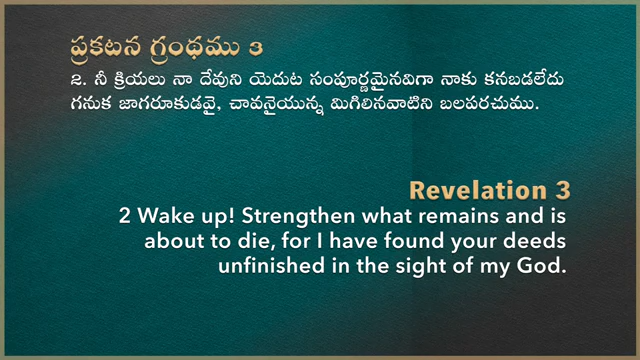 ప్రకటన గ్రంథము 3
౨. నీ క్రియలు నా దేవుని యెదుట సంపూర్ణమైనవిగా నాకు కనబడలేదు
గనుక జాగరూకుడవై, చావనైయున్న మిగిలినవాటిని బలపరచుము.
Revelation 3
2 Wake up! Strengthen what remains and is
about to die, for I have found your deeds
unfinished in the sight of my God.